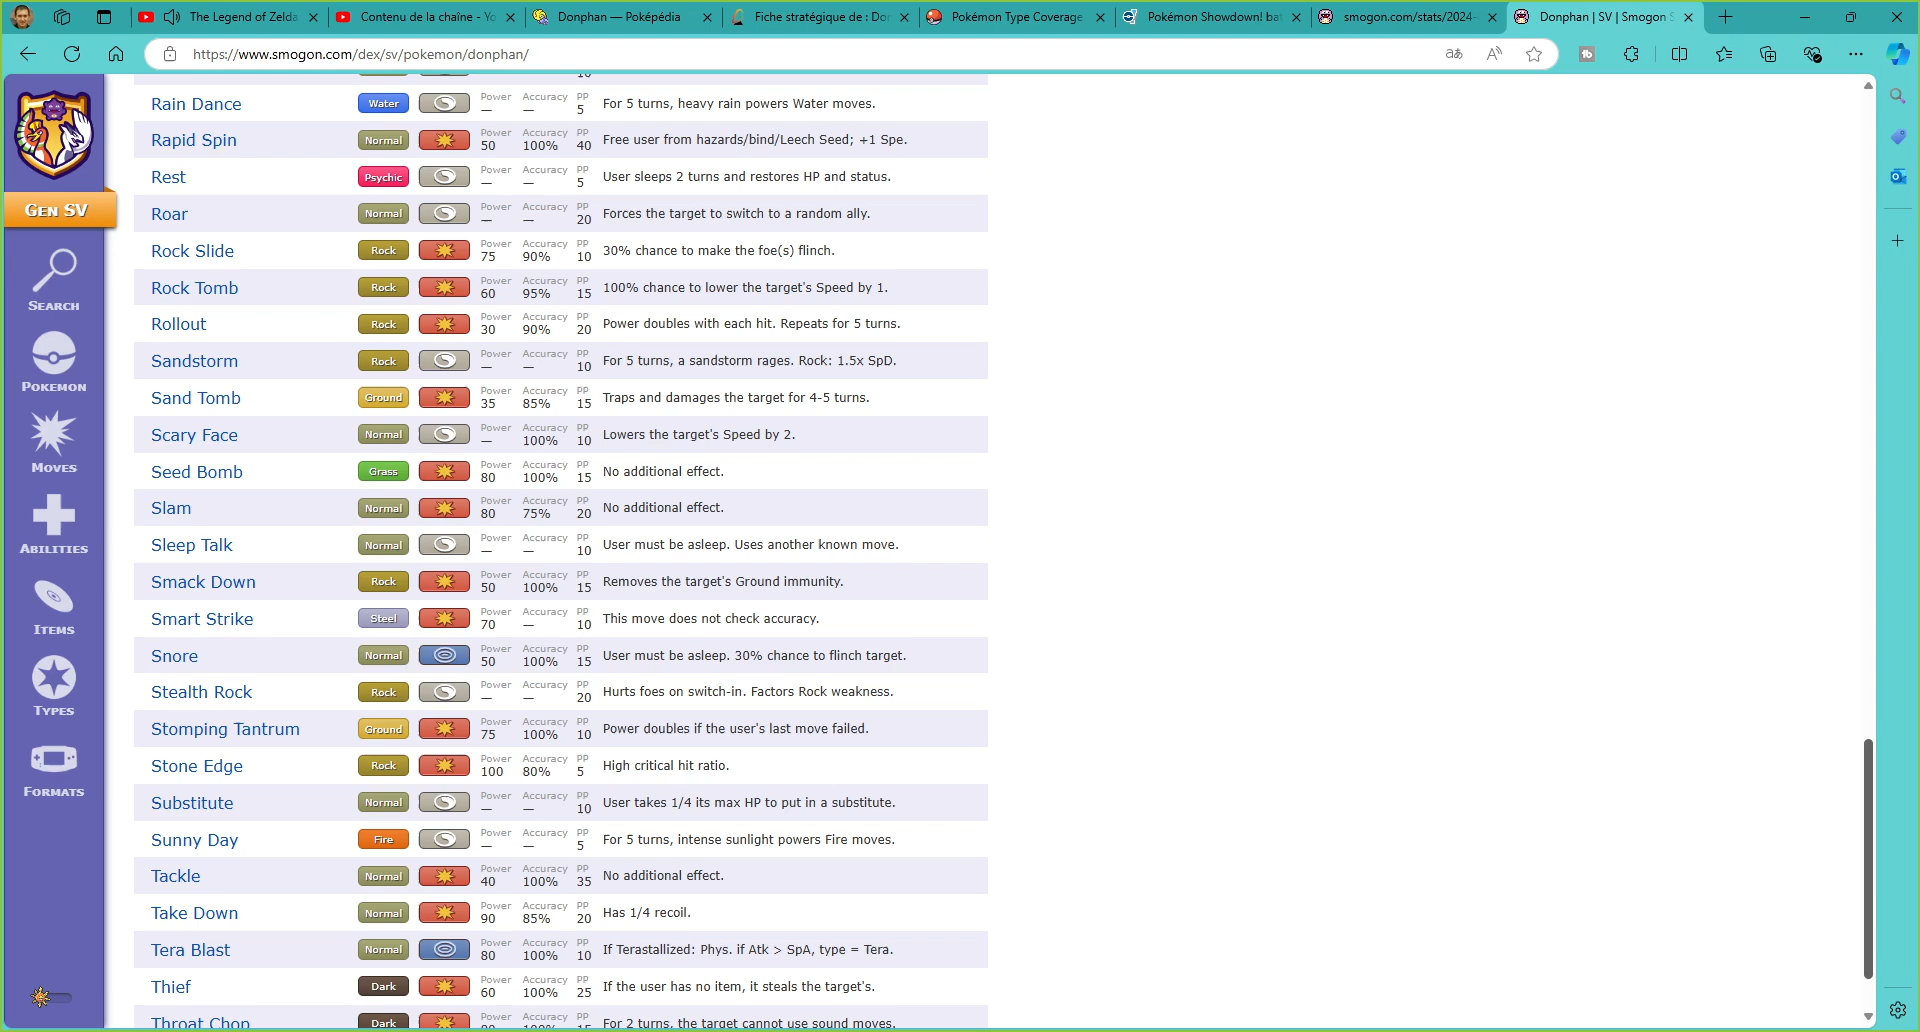 The Legend of Zelda
Contenu de la chaîne - Yo
Donphan — Poképédia
Fiche stratégique de : Do
Pokémon Type Coverage
Pokémon Showdown! bat
smogon.com/stats/2024-
Donphan | SV | Smogon S
https://www.smogon.com/dex/sv/pokemon/donphan/
GEN SV
SEARCH
POKEMON
MOVES
ABILITIES
ITEMS
TYPES
FORMATS
10
Rain Dance Water Power — Accuracy — PP 5 For 5 turns, heavy rain powers Water moves.
Rapid Spin Normal Power 50 Accuracy 100% PP 40 Free user from hazards/bind/Leech Seed; +1 Spe.
Rest Psychic Power — Accuracy — PP 5 User sleeps 2 turns and restores HP and status.
Roar Normal Power — Accuracy — PP 20 Forces the target to switch to a random ally.
Rock Slide Rock Power 75 Accuracy 90% PP 10 30% chance to make the foe(s) flinch.
Rock Tomb Rock Power 60 Accuracy 95% PP 15 100% chance to lower the target's Speed by 1.
Rollout Rock Power 30 Accuracy 90% PP 20 Power doubles with each hit. Repeats for 5 turns.
Sandstorm Rock Power — Accuracy — PP 10 For 5 turns, a sandstorm rages. Rock: 1.5x SpD.
Sand Tomb Ground Power 35 Accuracy 85% PP 15 Traps and damages the target for 4-5 turns.
Scary Face Normal Power — Accuracy 100% PP 10 Lowers the target's Speed by 2.
Seed Bomb Grass Power 80 Accuracy 100% PP 15 No additional effect.
Slam Normal Power 80 Accuracy 75% PP 20 No additional effect.
Sleep Talk Normal Power — Accuracy — PP 10 User must be asleep. Uses another known move.
Smack Down Rock Power 50 Accuracy 100% PP 15 Removes the target's Ground immunity.
Smart Strike Steel Power 70 Accuracy — PP 10 This move does not check accuracy.
Snore Normal Power 50 Accuracy 100% PP 15 User must be asleep. 30% chance to flinch target.
Stealth Rock Rock Power — Accuracy — PP 20 Hurts foes on switch-in. Factors Rock weakness.
Stomping Tantrum Ground Power 75 Accuracy 100% PP 10 Power doubles if the user's last move failed.
Stone Edge Rock Power 100 Accuracy 80% PP 5 High critical hit ratio.
Substitute Normal Power — Accuracy — PP 10 User takes 1/4 its max HP to put in a substitute.
Sunny Day Fire Power — Accuracy — PP 5 For 5 turns, intense sunlight powers Fire moves.
Tackle Normal Power 40 Accuracy 100% PP 35 No additional effect.
Take Down Normal Power 90 Accuracy 85% PP 20 Has 1/4 recoil.
Tera Blast Normal Power 80 Accuracy 100% PP 10 If Terastallized: Phys. if Atk > SpA, type = Tera.
Thief Dark Power 60 Accuracy 100% PP 25 If the user has no item, it steals the target's.
Throat Chop Dark Power 80 Accuracy 100% PP 15 For 2 turns, the target cannot use sound moves.